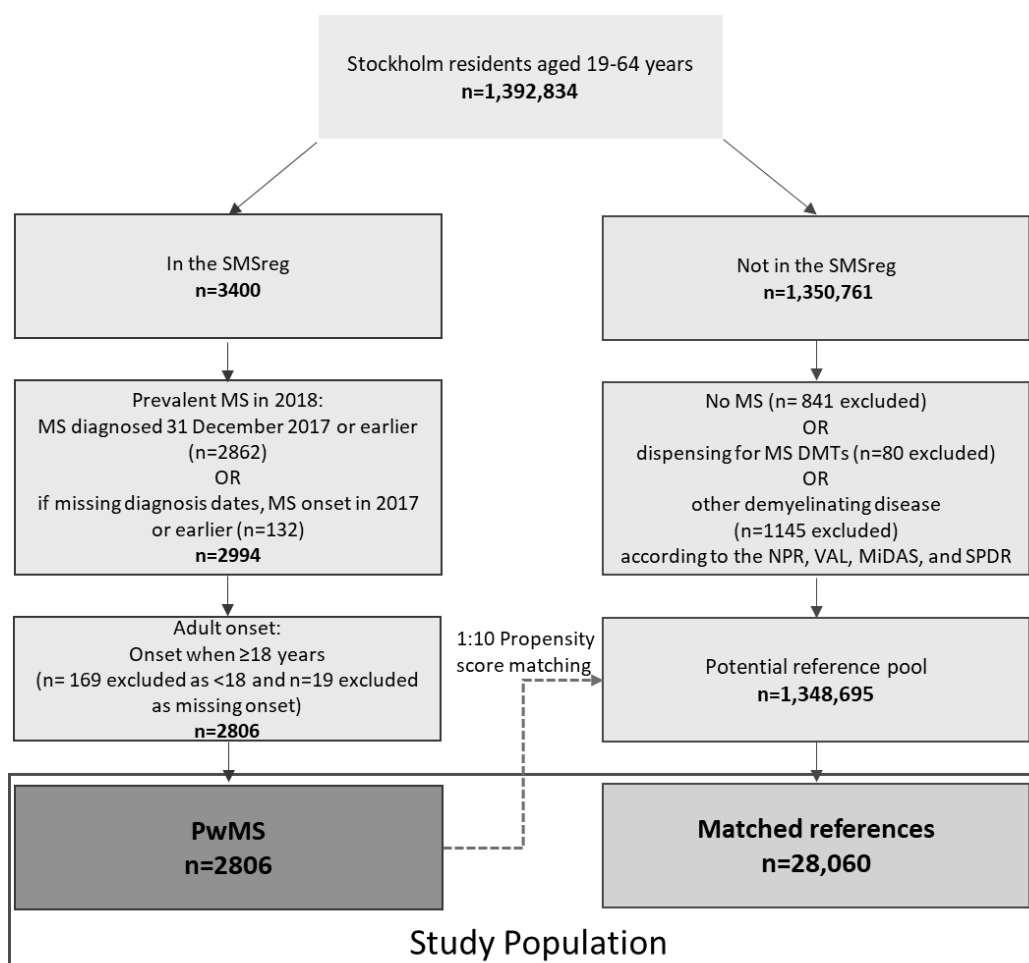 Stockholm residents aged 19-64 years
n=1,392,834
In the SMSreg
n=3400
Not in the SMSreg
n=1,350,761
Prevalent MS in 2018:
MS diagnosed 31 December 2017 or earlier
(n=2862)
OR
if missing diagnosis dates, MS onset in 2017
or earlier (n=132)
n=2994
No MS (n= 841 excluded)
OR
dispensing for MS DMTs (n=80 excluded)
OR
other demyelinating disease
(n=1145 excluded)
according to the NPR, VAL, MiDAS, and SPDR
Adult onset:
Onset when ≥18 years
(n= 169 excluded as <18 and n=19 excluded
as missing onset)
n=2806
1:10 Propensity
score matching
Potential reference pool
n=1,348,695
PwMS
n=2806
Matched references
n=28,060
Study Population